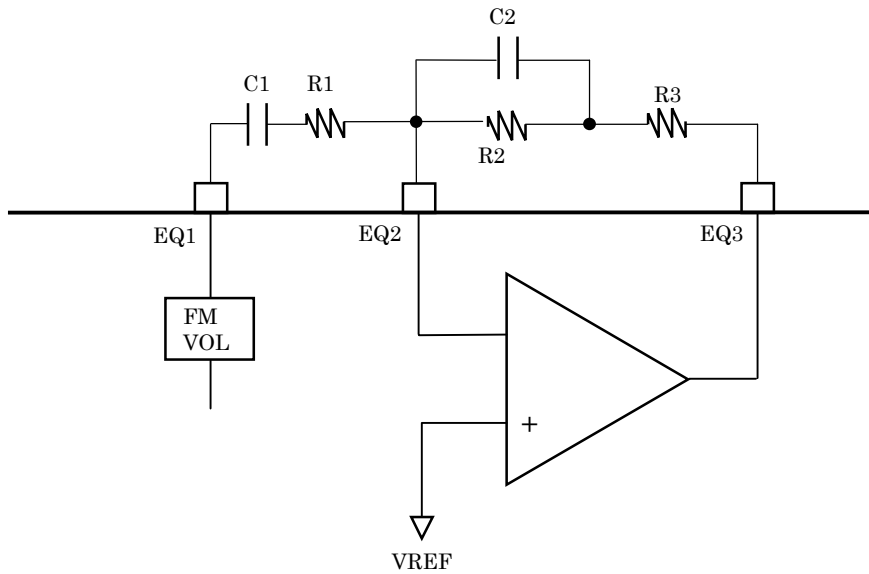 C2
C1
R1
R3
R2
EQ1
EQ2
EQ3
FM
VOL
+
VREF